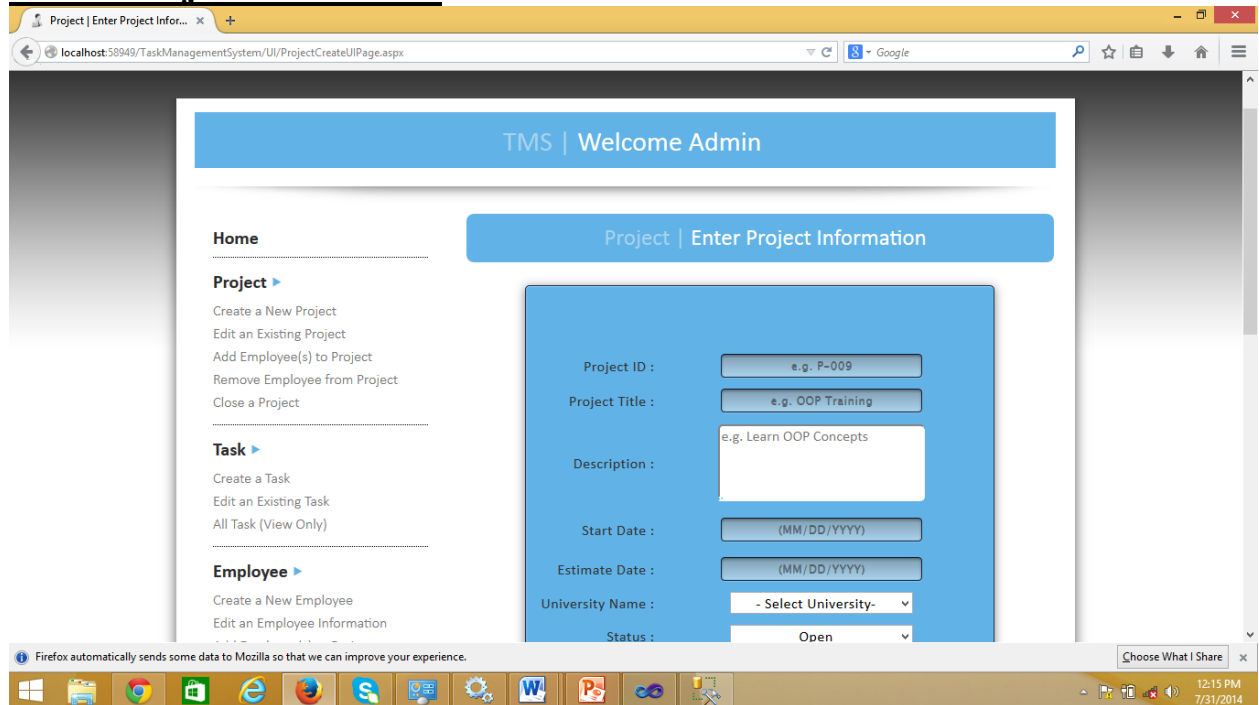 Project | Enter Project Infor...
localhost:58949/TaskManagementSystem/UI/ProjectCreateUIPage.aspx
Google
TMS | Welcome Admin
Home
Project
Create a New Project
Edit an Existing Project
Add Employee(s) to Project
Remove Employee from Project
Close a Project
Task
Create a Task
Edit an Existing Task
All Task (View Only)
Employee
Create a New Employee
Edit an Employee Information
Project | Enter Project Information
Project ID : e.g. P-009
Project Title : e.g. OOP Training
Description : e.g. Learn OOP Concepts
Start Date : (MM/DD/YYYY)
Estimate Date : (MM/DD/YYYY)
University Name : - Select University-
Status : Open
Firefox automatically sends some data to Mozilla so that we can improve your experience.
Choose What I Share
12:15 PM
7/31/2014